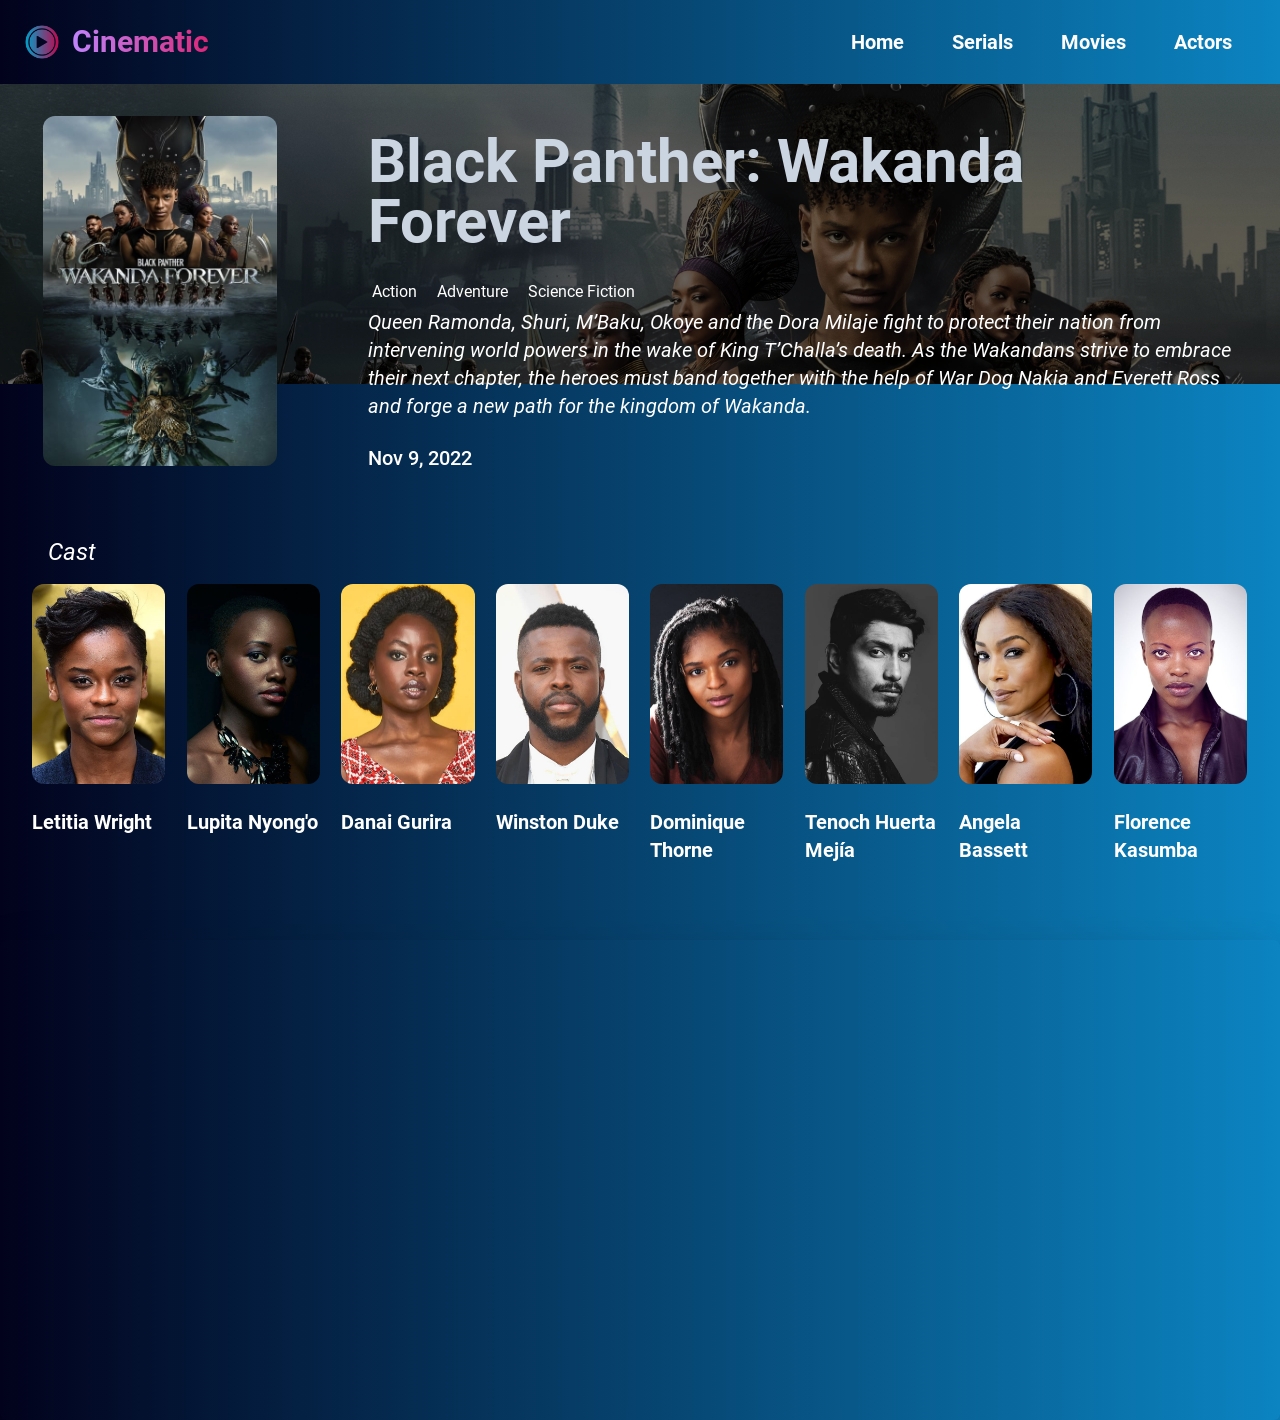 Cinematic
Home
Serials
Movies
Actors
BLACK PANTHER
WAKANDA FOREVER
Black Panther: Wakanda
Forever
Action
Adventure
Science Fiction
Queen Ramonda, Shuri, M’Baku, Okoye and the Dora Milaje fight to protect their nation from
intervening world powers in the wake of King T’Challa’s death. As the Wakandans strive to embrace
their next chapter, the heroes must band together with the help of War Dog Nakia and Everett Ross
and forge a new path for the kingdom of Wakanda.
Nov 9, 2022
Cast
Letitia Wright
Lupita Nyong'o
Danai Gurira
Winston Duke
Dominique
Thorne
Tenoch Huerta
Mejía
Angela
Bassett
Florence
Kasumba